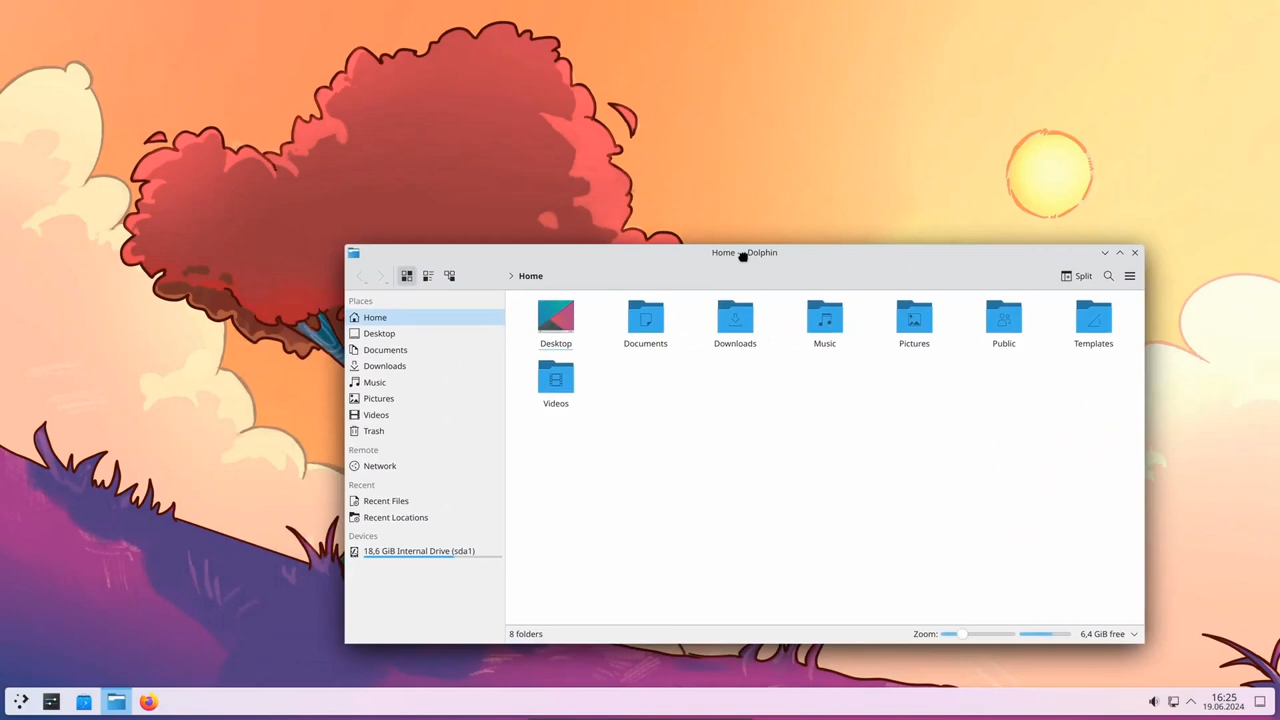 Home — Dolphin
Home
Split
Places
Home
Desktop
Documents
Downloads
Music
Pictures
Videos
Trash
Remote
Network
Recent
Recent Files
Recent Locations
Devices
18,6 GiB Internal Drive (sda1)
Desktop
Documents
Downloads
Music
Pictures
Public
Templates
Videos
8 folders
Zoom:
6,4 GiB free
16:25
19.06.2024